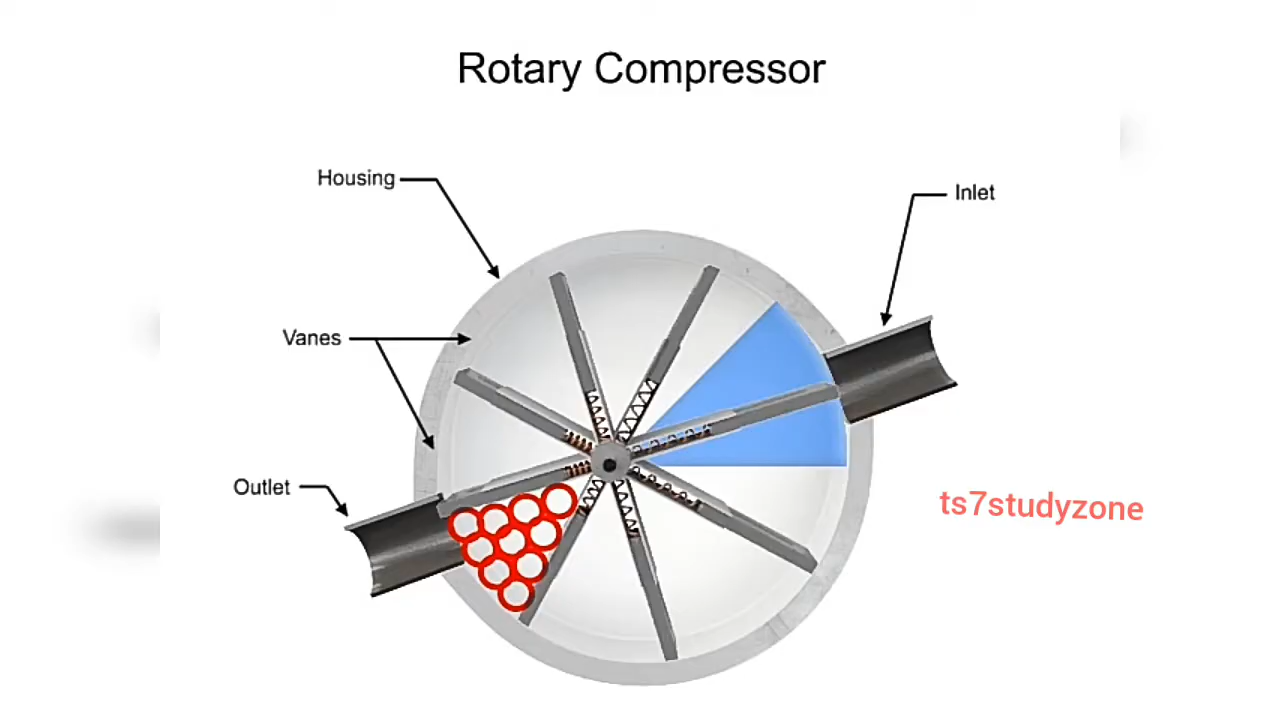 Rotary Compressor
Housing
Inlet
Vanes
Outlet
ts7studyzone